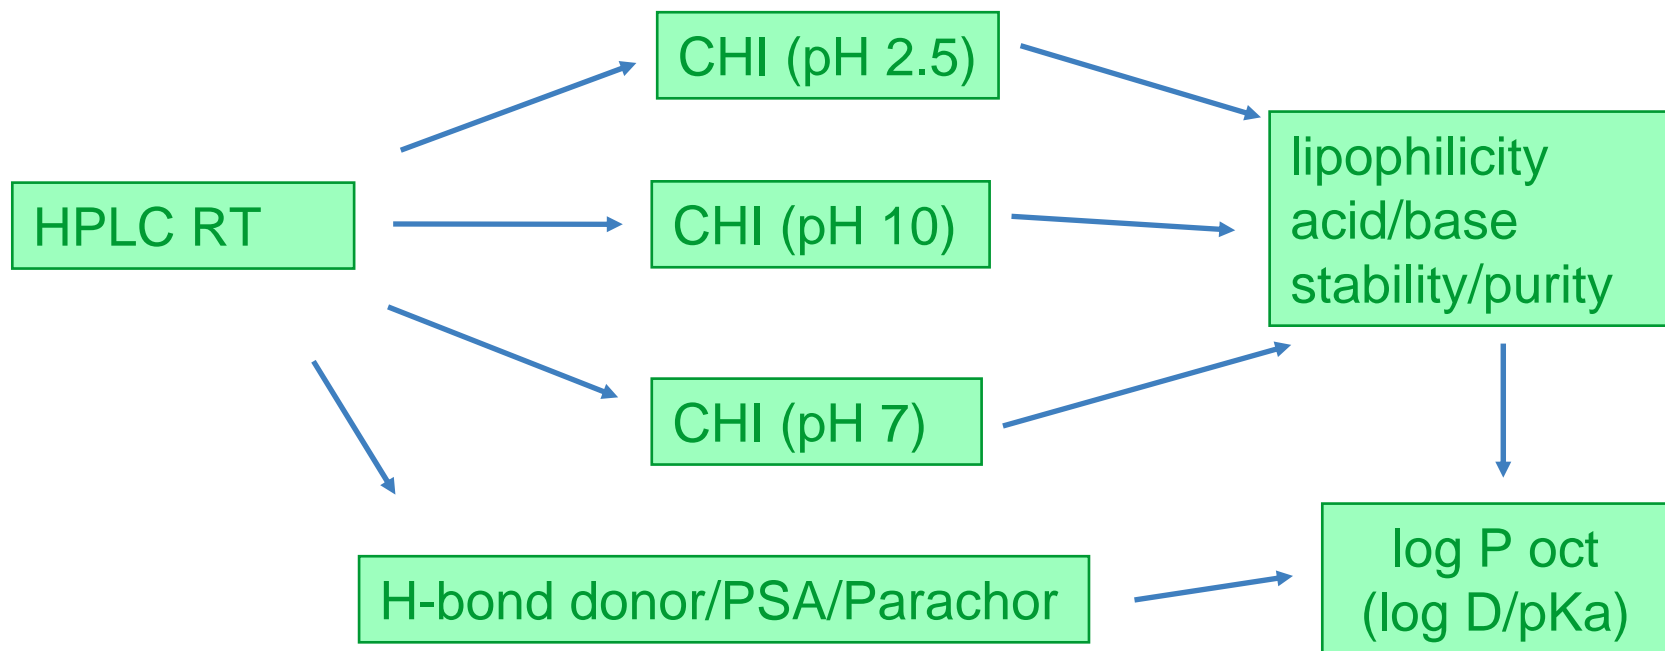 CHI (pH 2.5)
HPLC RT
CHI (pH 10)
CHI (pH 7)
lipophilicity
acid/base
stability/purity
H-bond donor/PSA/Parachor
log P oct
(log D/pKa)